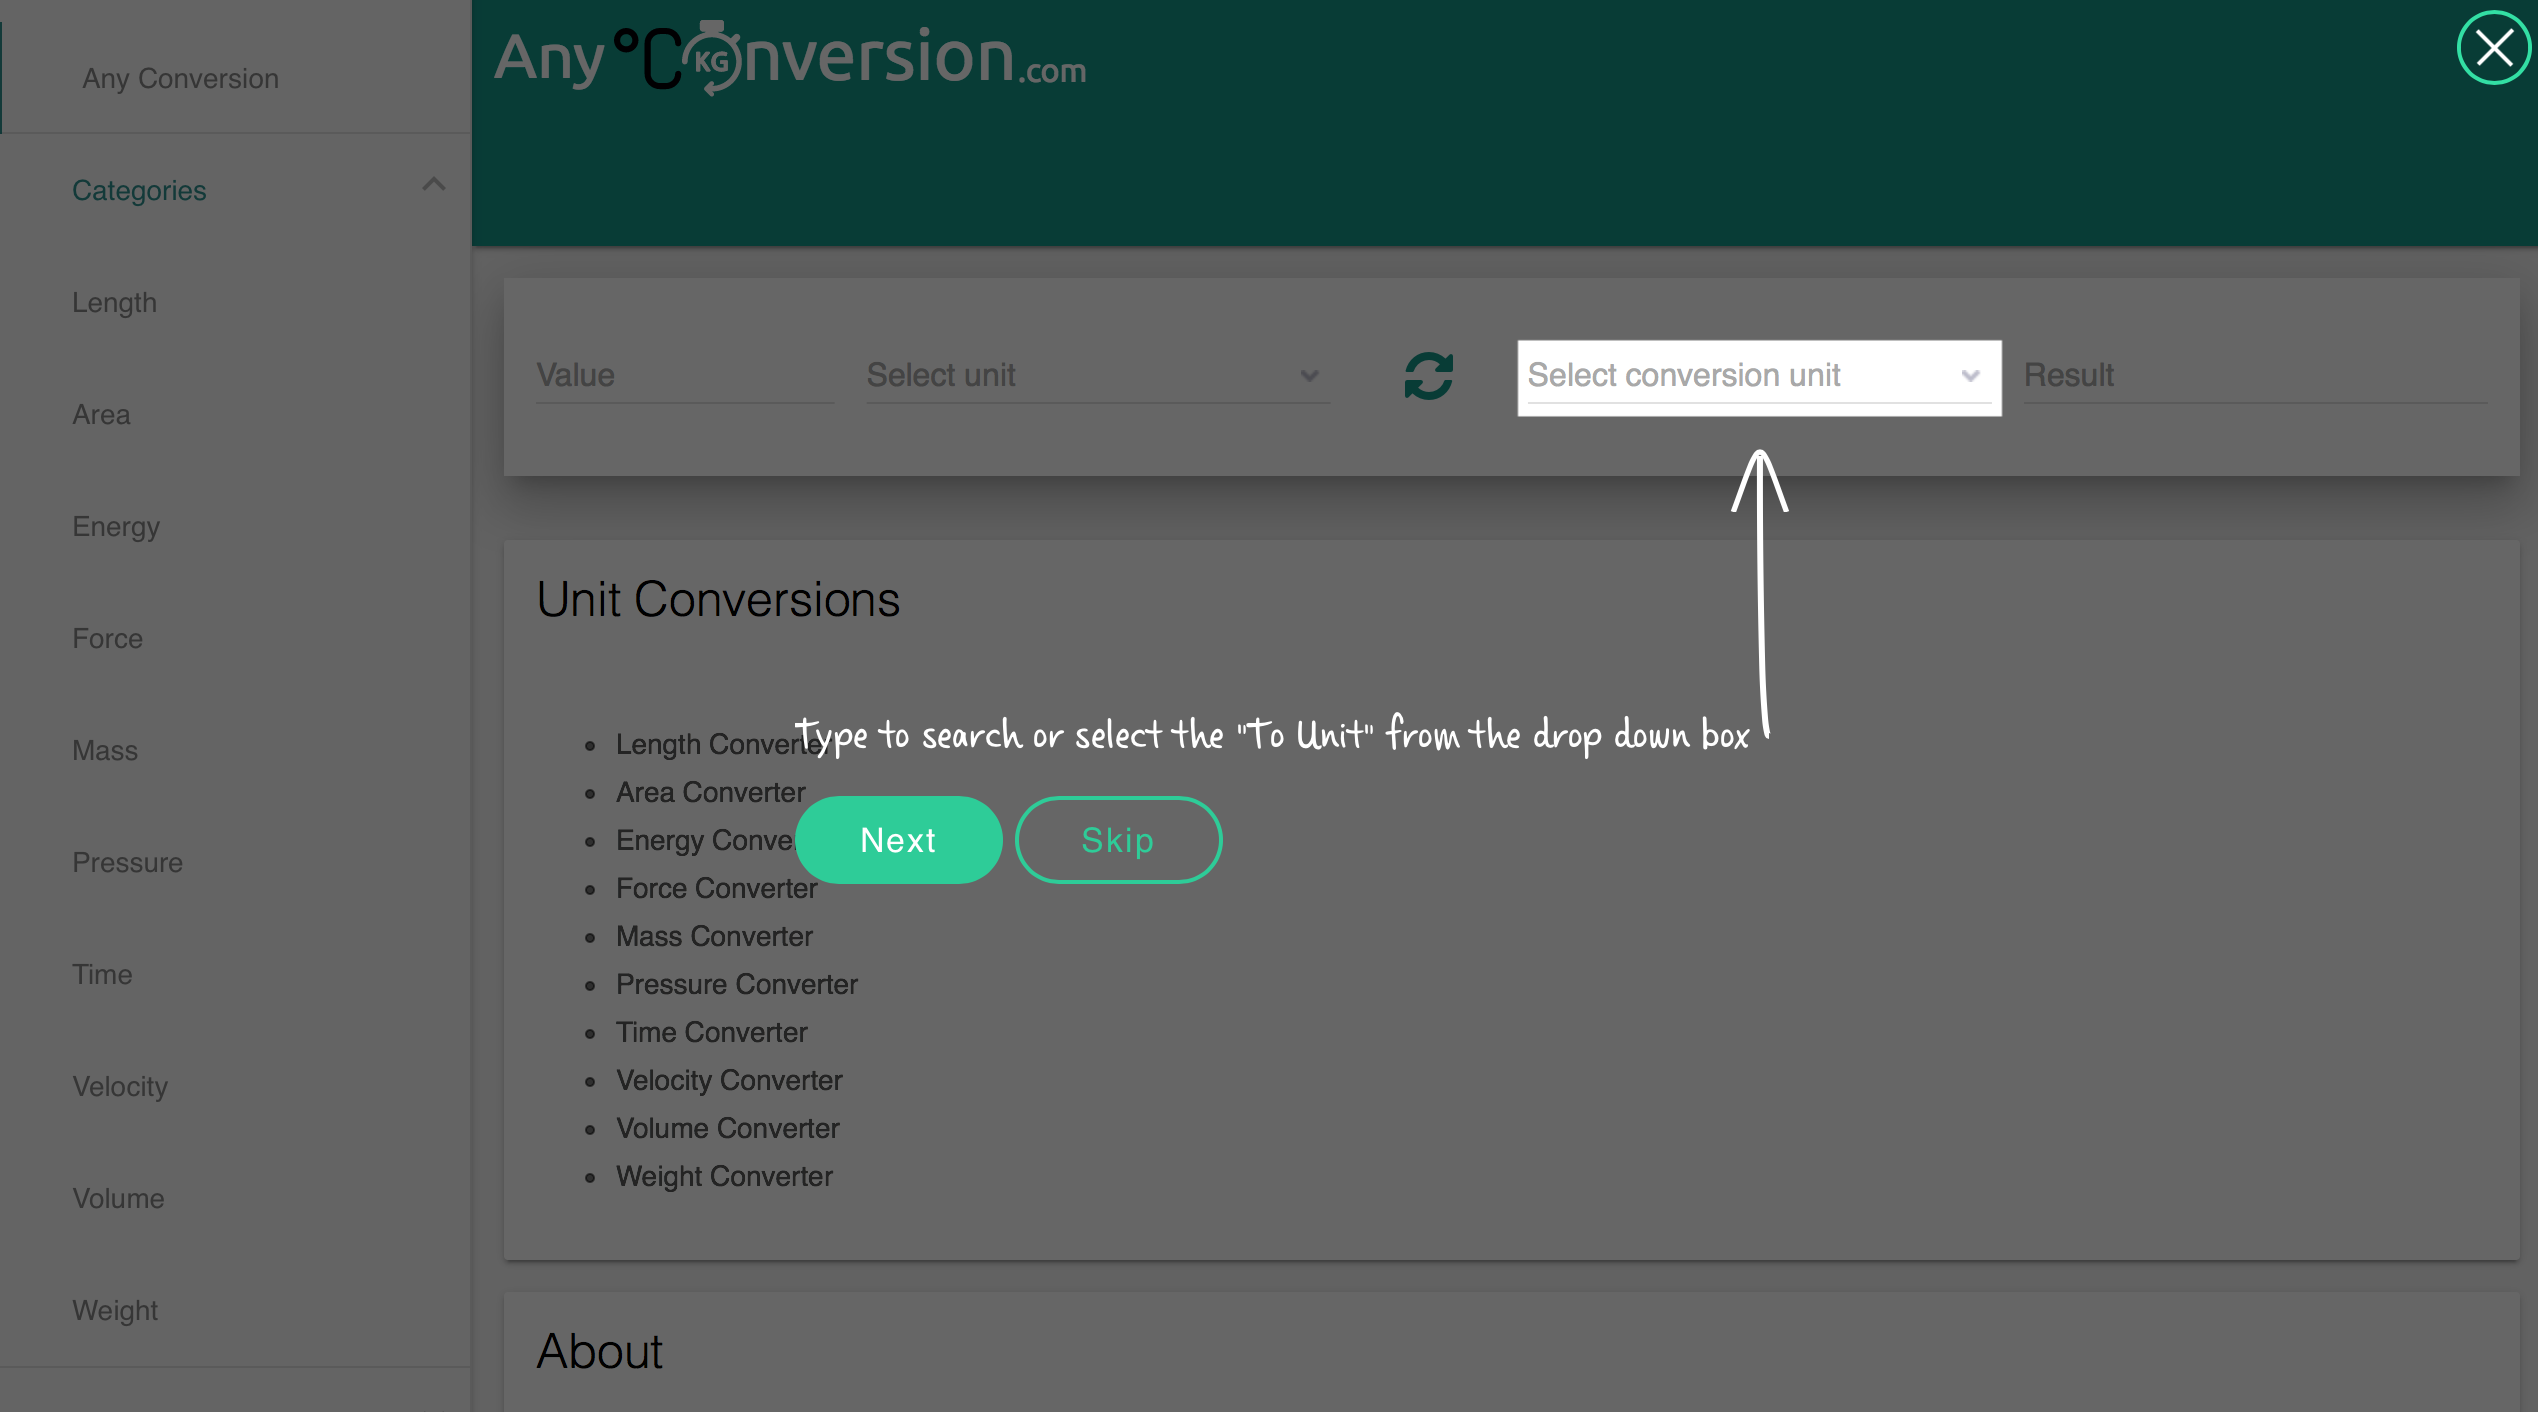 Any Conversion
Categories
Length
Area
Energy
Force
Mass
Pressure
Time
Velocity
Volume
Weight
Any°CKGnversion.com
Value
Select unit
Select conversion unit
Result
Unit Conversions
Length Converter
Type to search or select the "To Unit" from the drop down box
Area Converter
Energy Conve
Next
Skip
Force Converter
Mass Converter
Pressure Converter
Time Converter
Velocity Converter
Volume Converter
Weight Converter
About